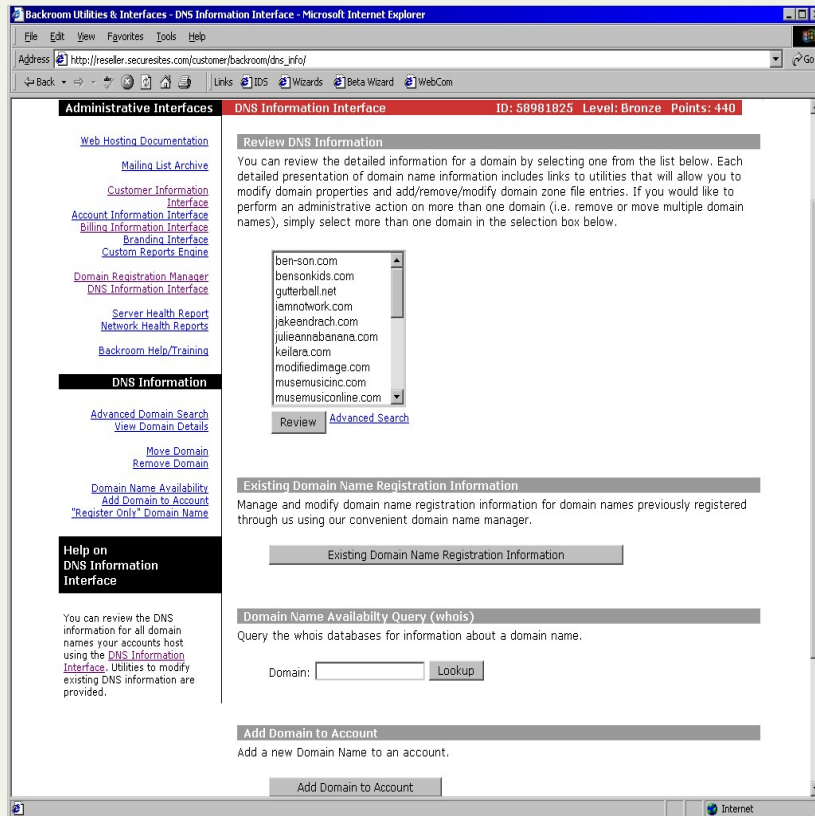 Backroom Utilities & Interfaces - DNS Information Interface - Microsoft Internet Explorer
File Edit View Favorites Tools Help
Address http://reseller.securesites.com/customer/backroom/dns_info/ Go
Back Links IDS Wizards Beta Wizard WebCom
Administrative Interfaces
Web Hosting Documentation
Mailing List Archive
Customer Information
Interface
Account Information Interface
Billing Information Interface
Branding Interface
Custom Reports Engine
Domain Registration Manager
DNS Information Interface
Server Health Report
Network Health Reports
Backroom Help/Training
DNS Information
Advanced Domain Search
View Domain Details
Move Domain
Remove Domain
Domain Name Availability
Add Domain to Account
"Register Only" Domain Name
Help on
DNS Information
Interface
You can review the DNS
information for all domain
names your accounts host
using the DNS Information
Interface. Utilities to modify
existing DNS information are
provided.
DNS Information Interface ID: 58981825 Level: Bronze Points: 440
Review DNS Information
You can review the detailed information for a domain by selecting one from the list below. Each
detailed presentation of domain name information includes links to utilities that will allow you to
modify domain properties and add/remove/modify domain zone file entries. If you would like to
perform an administrative action on more than one domain (i.e. remove or move multiple domain
names), simply select more than one domain in the selection box below.
ben-son.com
bensonkids.com
gutterball.net
iamnotwork.com
jakeandrach.com
julieannabanana.com
keilara.com
modifiedimage.com
musemusicinc.com
musemusiconline.com
Review Advanced Search
Existing Domain Name Registration Information
Manage and modify domain name registration information for domain names previously registered
through us using our convenient domain name manager.
Existing Domain Name Registration Information
Domain Name Availabilty Query (whois)
Query the whois databases for information about a domain name.
Domain: Lookup
Add Domain to Account
Add a new Domain Name to an account.
Add Domain to Account
Internet